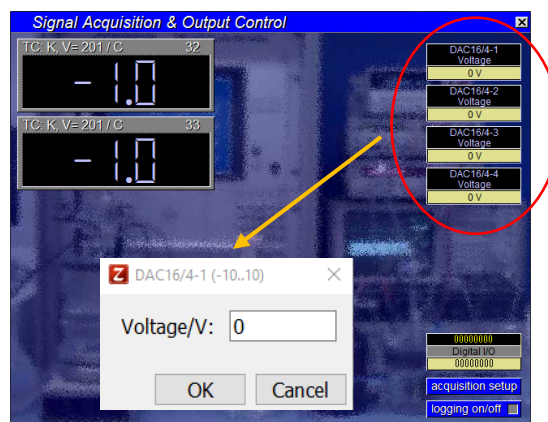 Signal Acquisition & Output Control
TC: K, V= 201 / C 32
-1.0
TC: K, V= 201 / C 33
-1.0
DAC16/4-1
Voltage
0 V
DAC16/4-2
Voltage
0 V
DAC16/4-3
Voltage
0 V
DAC16/4-4
Voltage
0 V
Z DAC16/4-1 (-10..10)
Voltage/V: 0
OK Cancel
00000000
Digital I/O
00000000
acquisition setup
logging on/off